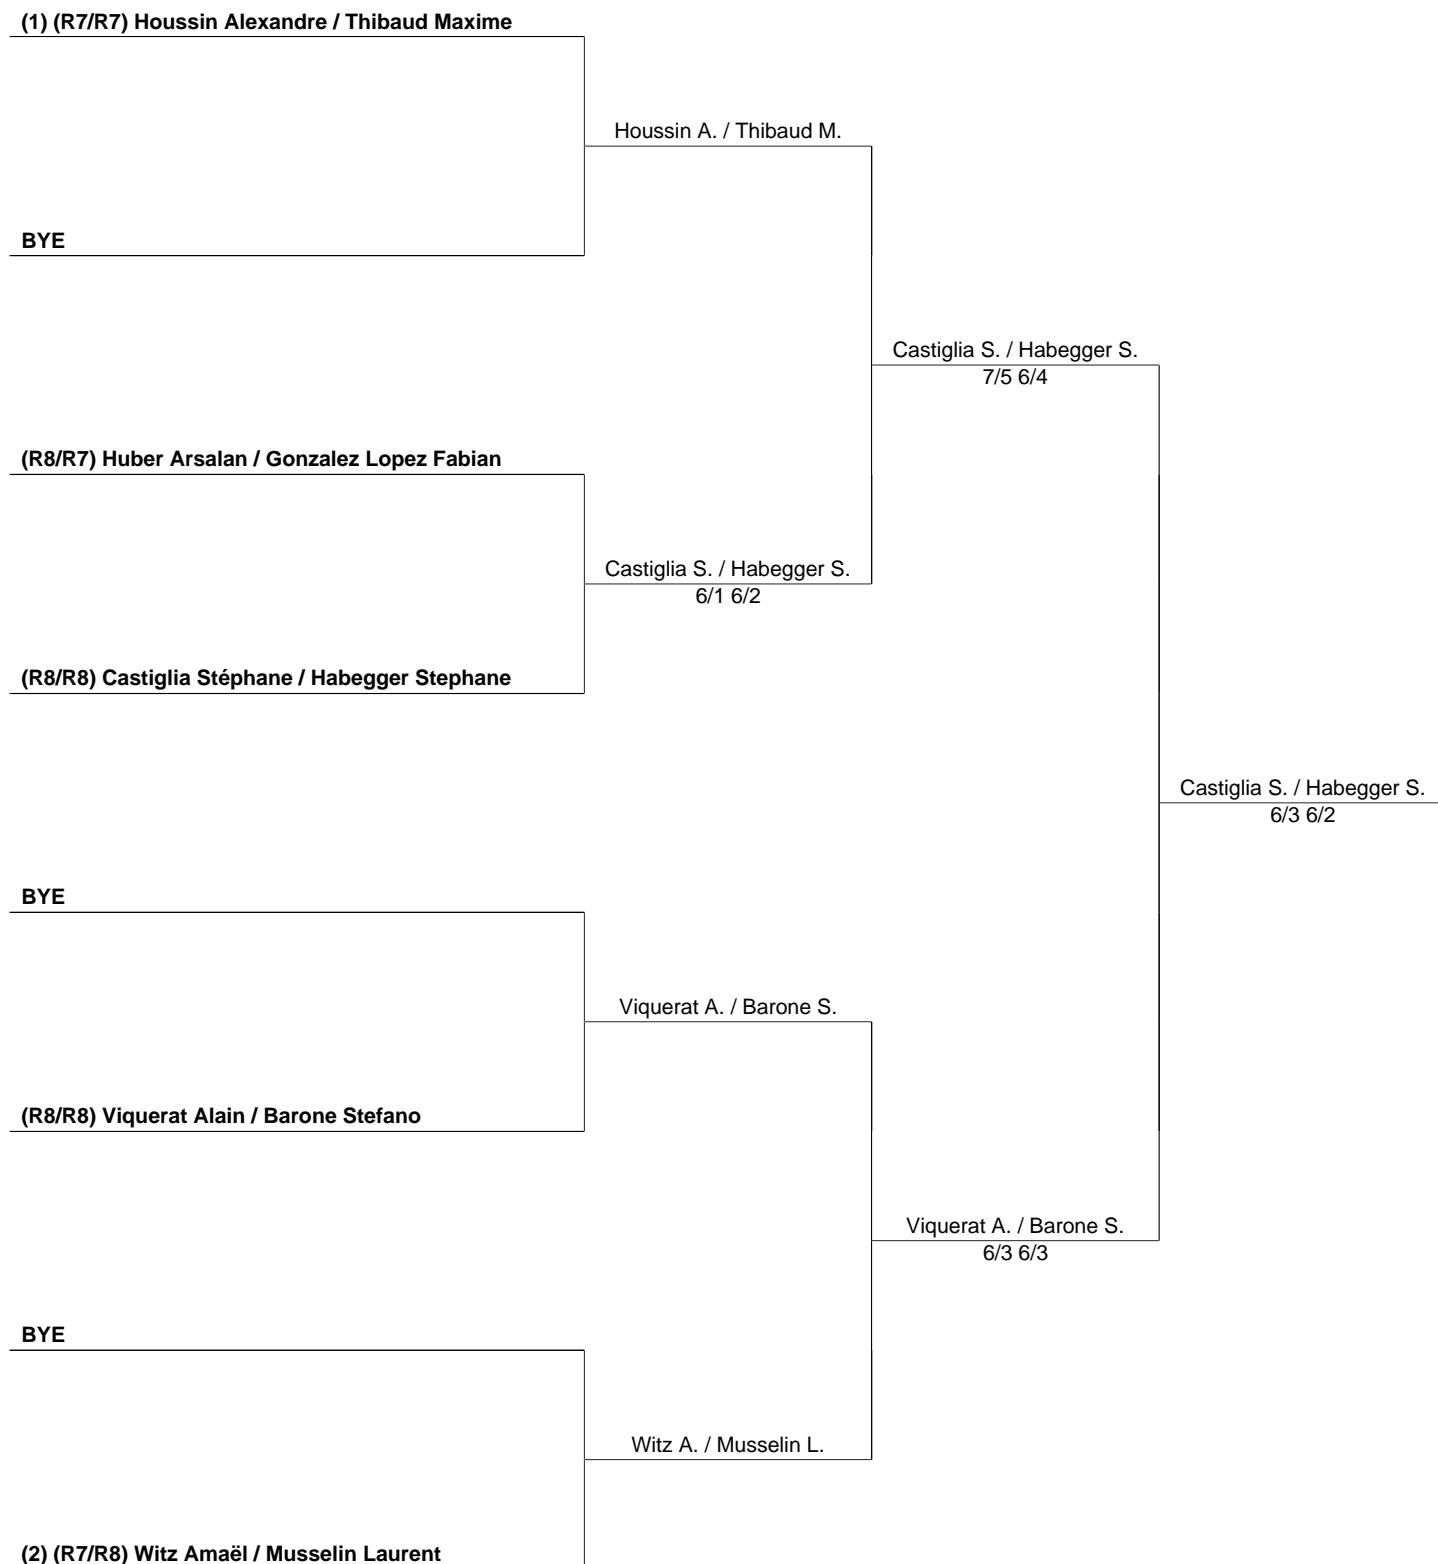 (1) (R7/R7) Houssin Alexandre / Thibaud Maxime
Houssin A. / Thibaud M.
BYE
Castiglia S. / Habegger S.
7/5 6/4
(R8/R7) Huber Arsalan / Gonzalez Lopez Fabian
Castiglia S. / Habegger S.
6/1 6/2
(R8/R8) Castiglia Stéphane / Habegger Stephane
Castiglia S. / Habegger S.
6/3 6/2
BYE
Viquerat A. / Barone S.
(R8/R8) Viquerat Alain / Barone Stefano
Viquerat A. / Barone S.
6/3 6/3
BYE
Witz A. / Musselin L.
(2) (R7/R8) Witz Amaël / Musselin Laurent